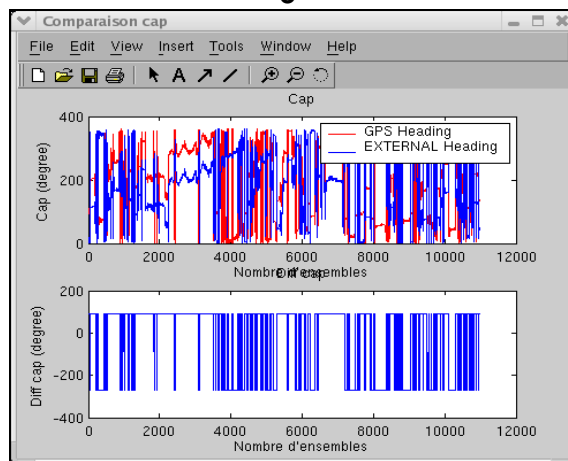 Comparaison cap
File Edit View Insert Tools Window Help
A
Cap
400
200
0
Cap (degree)
GPS Heading
EXTERNAL Heading
0 2000 4000 6000 8000 10000 12000
Nombre d'ensembles
Diff cap
200
0
-200
-400
Diff cap (degree)
0 2000 4000 6000 8000 10000 12000
Nombre d'ensembles